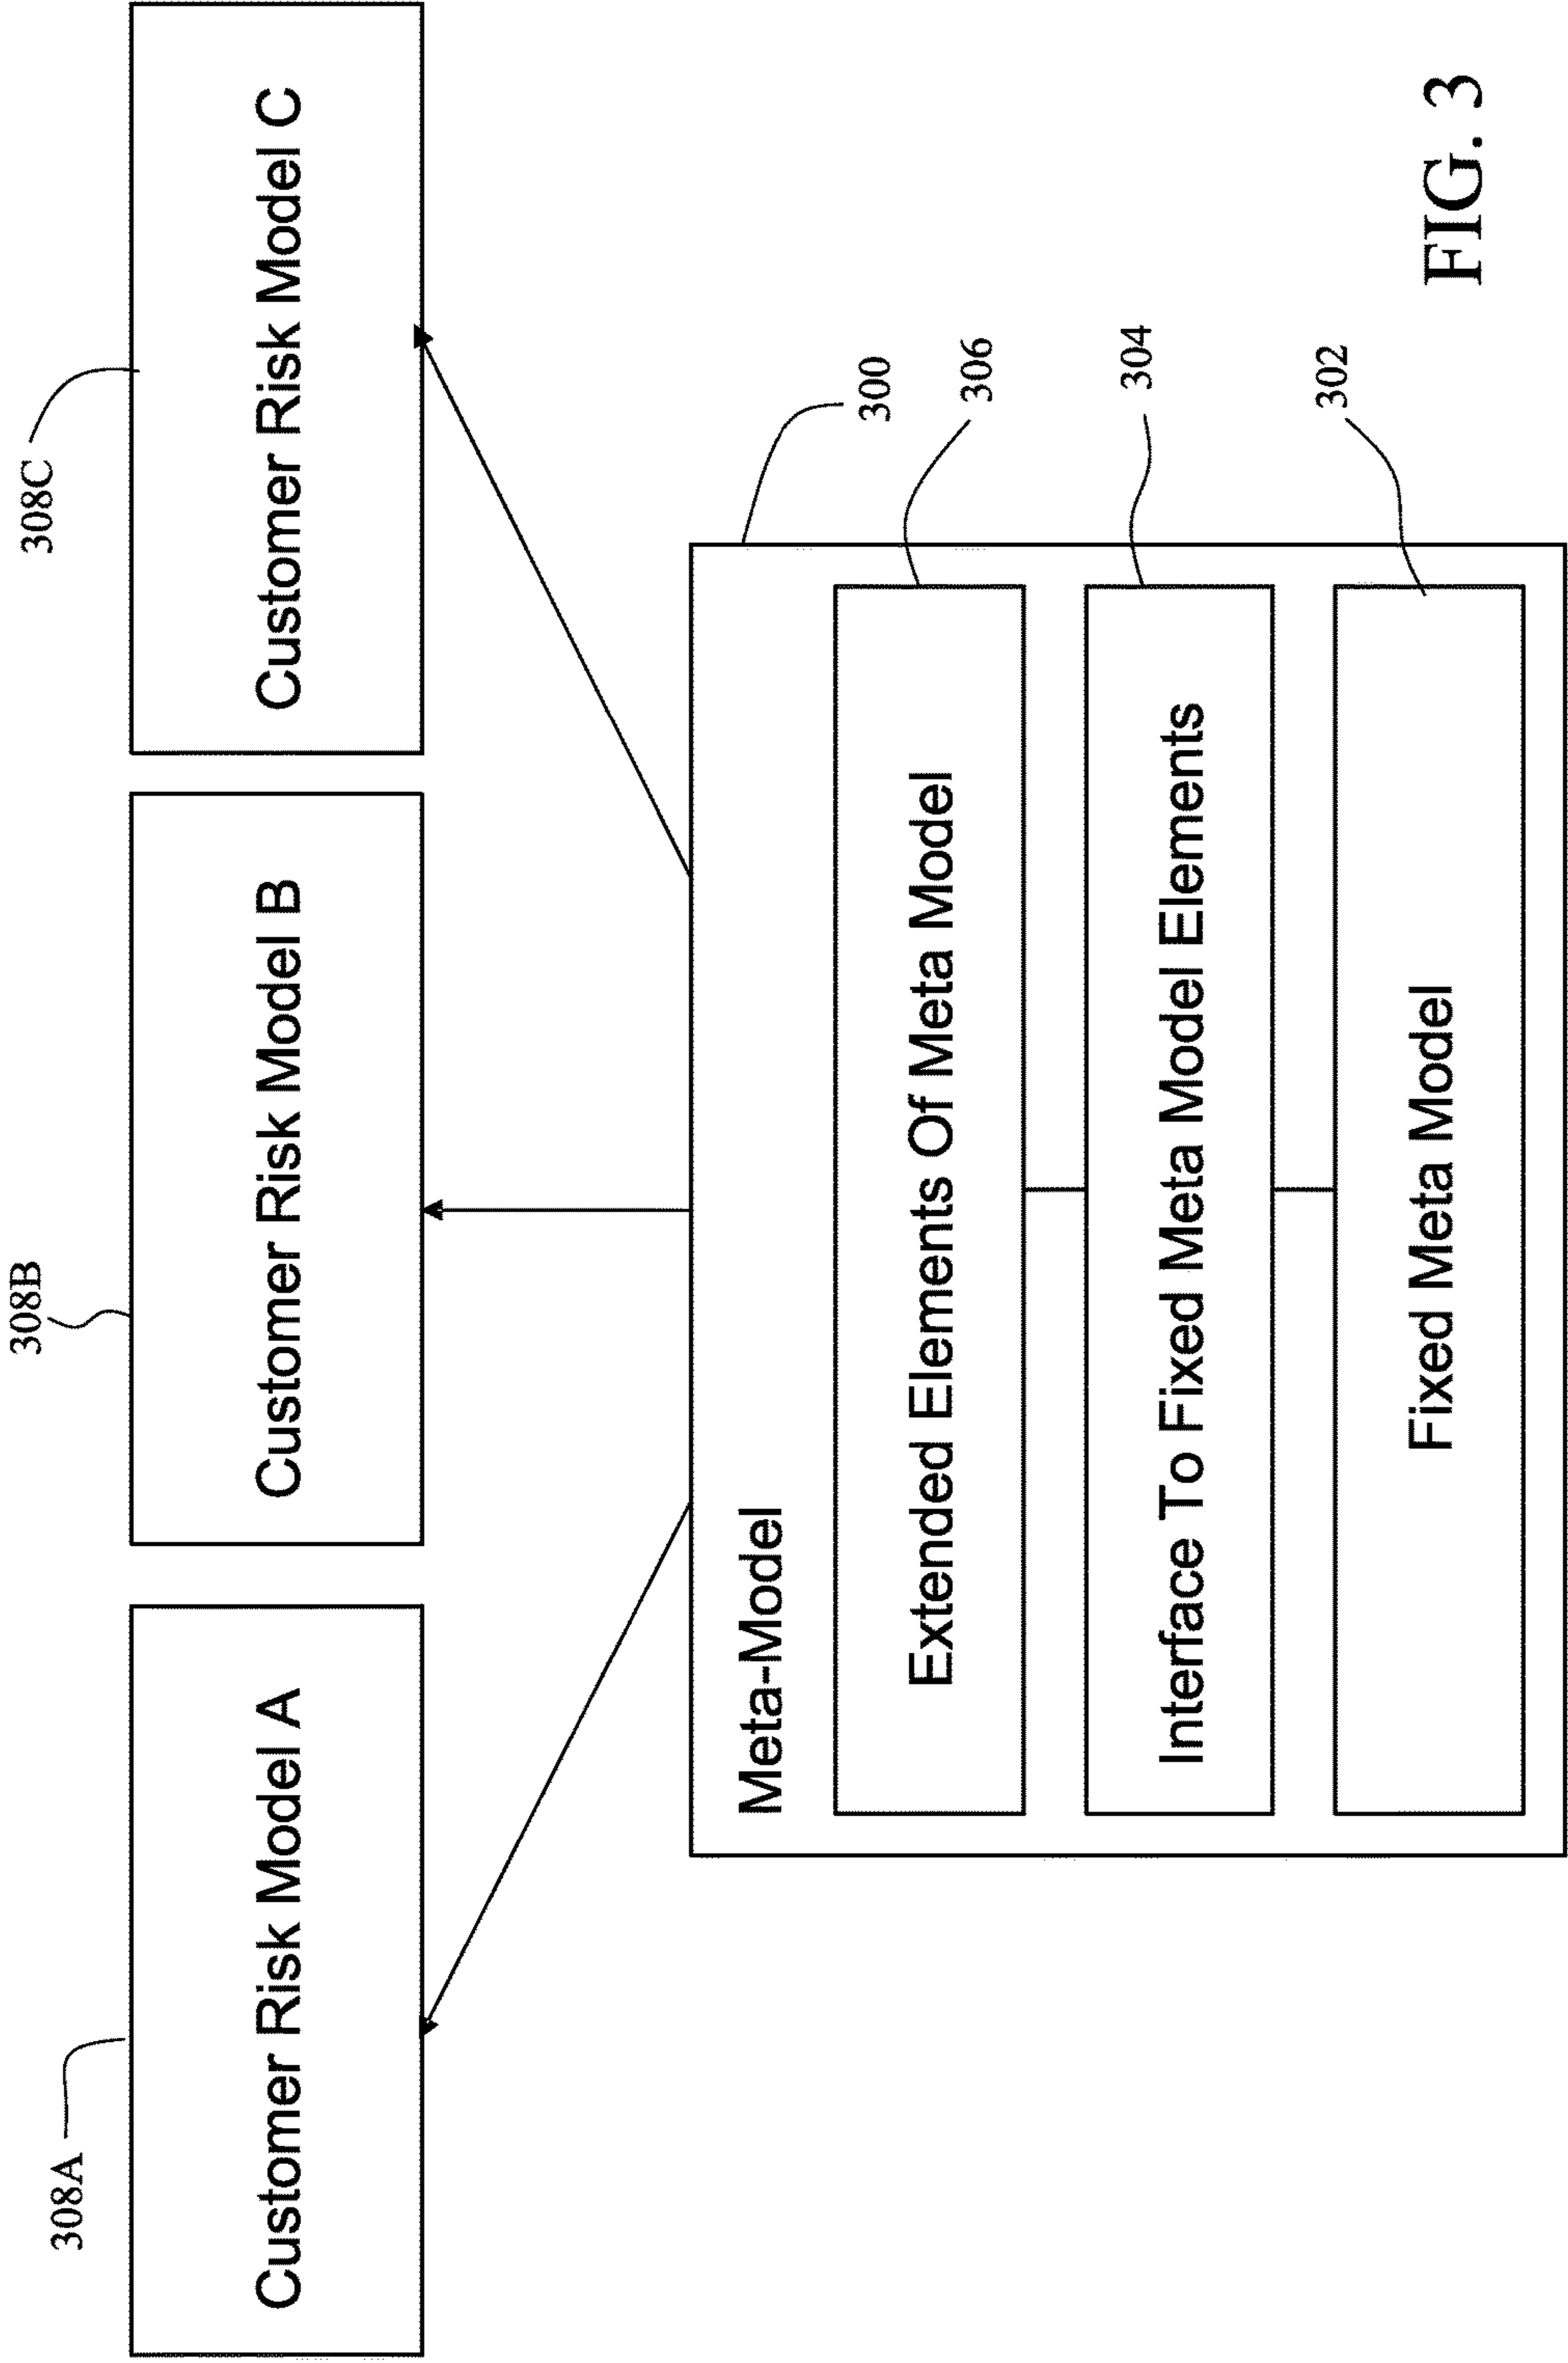 308A
308B
308C
Customer Risk Model A
Customer Risk Model B
Customer Risk Model C
Meta-Model
300
Extended Elements Of Meta Model
306
Interface To Fixed Meta Model Elements
304
Fixed Meta Model
302
FIG. 3